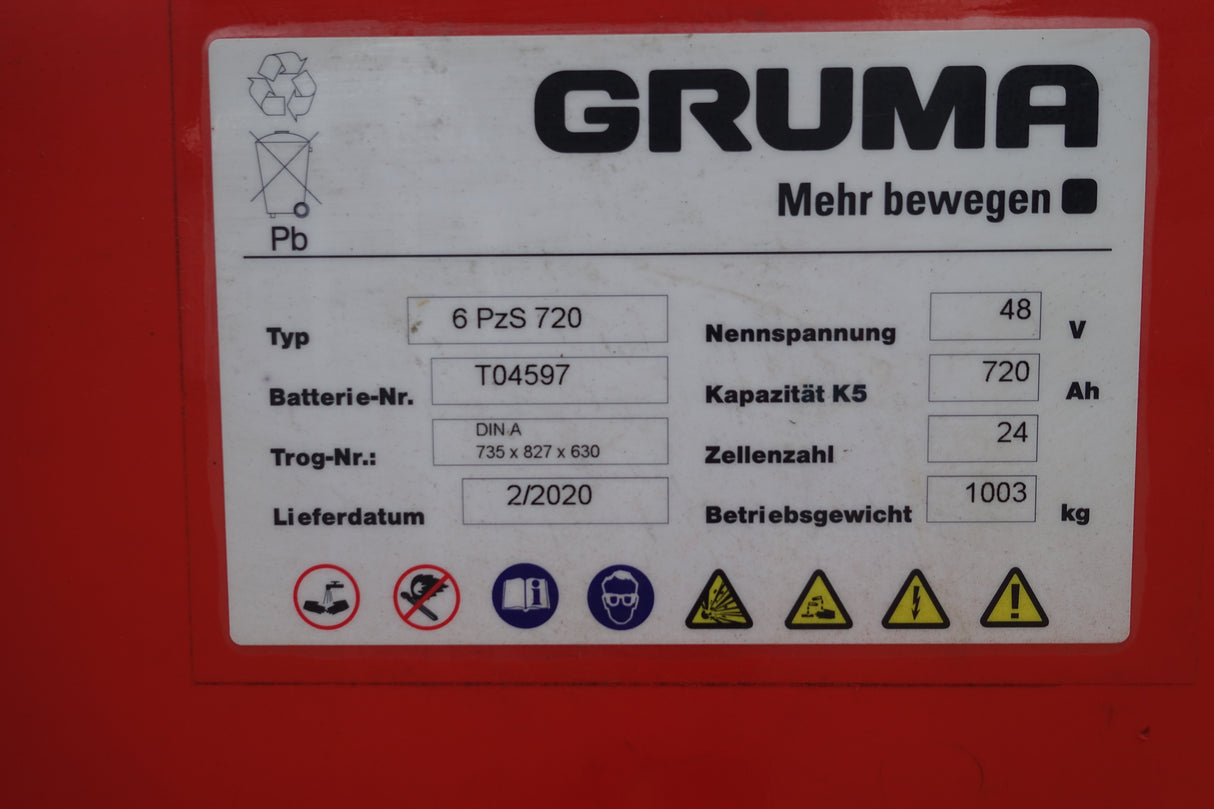 GRUMA
Mehr bewegen
Pb
Typ 6 PzS 720
Nennspannung 48 V
Batterie-Nr. T04597
Kapazität K5 720 Ah
Trog-Nr.: DIN A
735 x 827 x 630
Zellenzahl 24
Lieferdatum 2/2020
Betriebsgewicht 1003 kg